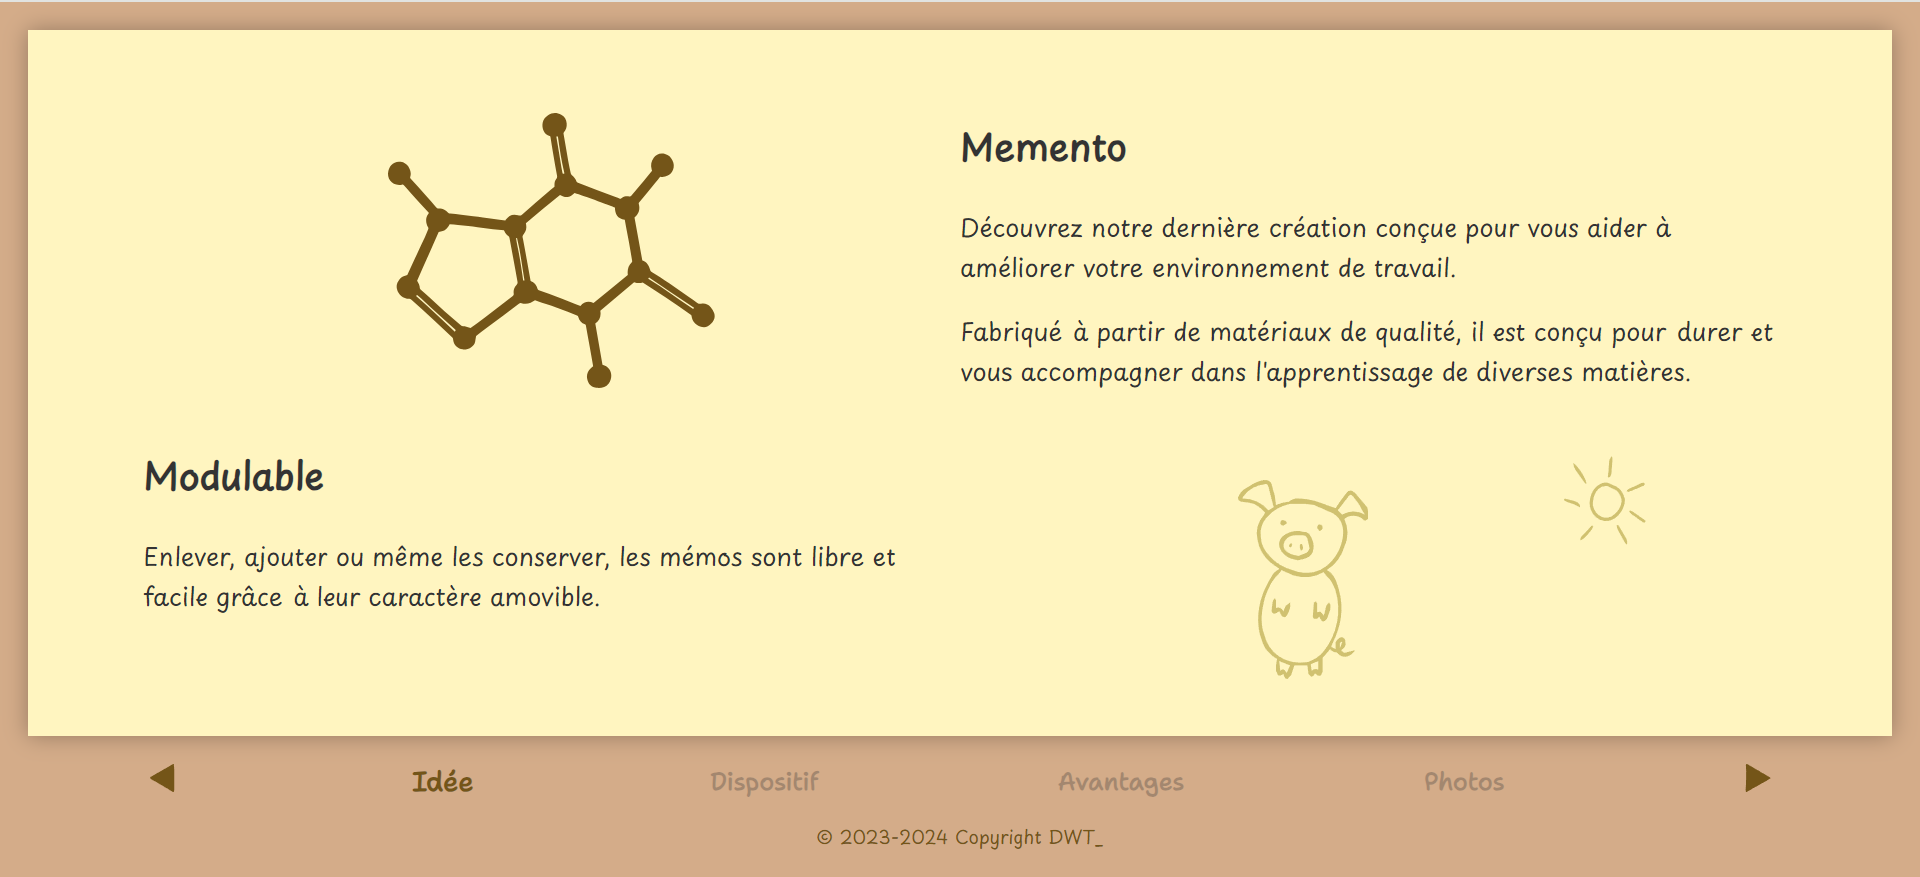 Memento
Découvrez notre dernière création conçue pour vous aider à
améliorer votre environnement de travail.
Fabriqué à partir de matériaux de qualité, il est conçu pour durer et
vous accompagner dans l'apprentissage de diverses matières.
Modulable
Enlever, ajouter ou même les conserver, les mémos sont libre et
facile grâce à leur caractère amovible.
Idée
Dispositif
Avantages
Photos
© 2023-2024 Copyright DWT_